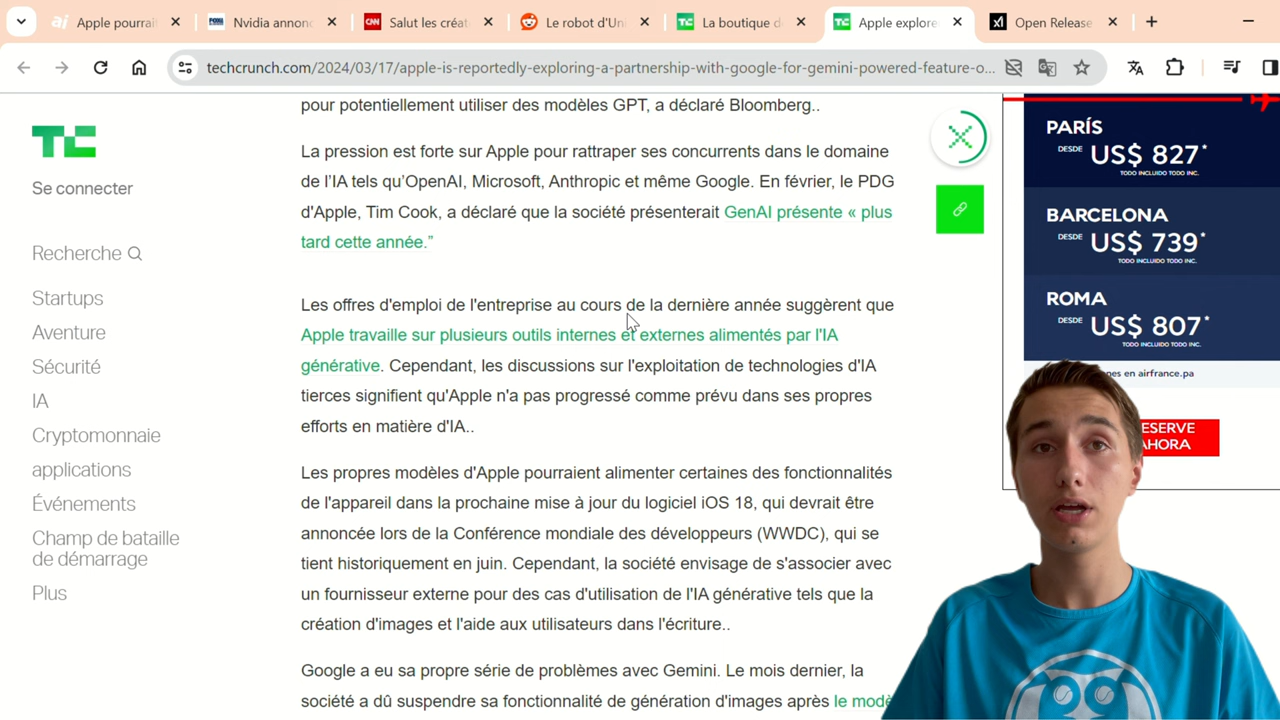 Apple pourrai
Nvidia annonc
Salut les créat
Le robot d'Un
La boutique d
Apple explore
Open Release
techcrunch.com/2024/03/17/apple-is-reportedly-exploring-a-partnership-with-google-for-gemini-powered-feature-o...
Se connecter
Recherche
Startups
Aventure
Sécurité
IA
Cryptomonnaie
applications
Événements
Champ de bataille
de démarrage
Plus
pour potentiellement utiliser des modèles GPT, a déclaré Bloomberg..
La pression est forte sur Apple pour rattraper ses concurrents dans le domaine
de l'IA tels qu'OpenAI, Microsoft, Anthropic et même Google. En février, le PDG
d'Apple, Tim Cook, a déclaré que la société présenterait GenAI présente « plus
tard cette année.”
Les offres d'emploi de l'entreprise au cours de la dernière année suggèrent que
Apple travaille sur plusieurs outils internes et externes alimentés par l'IA
générative. Cependant, les discussions sur l'exploitation de technologies d'IA
tierces signifient qu'Apple n'a pas progressé comme prévu dans ses propres
efforts en matière d'IA..
Les propres modèles d'Apple pourraient alimenter certaines des fonctionnalités
de l'appareil dans la prochaine mise à jour du logiciel iOS 18, qui devrait être
annoncée lors de la Conférence mondiale des développeurs (WWDC), qui se
tient historiquement en juin. Cependant, la société envisage de s'associer avec
un fournisseur externe pour des cas d'utilisation de l'IA générative tels que la
création d'images et l'aide aux utilisateurs dans l'écriture..
Google a eu sa propre série de problèmes avec Gemini. Le mois dernier, la
société a dû suspendre sa fonctionnalité de génération d'images après le modè
PARÍS
DESDE US$ 827*
TODO INCLUIDO TODO INC.
BARCELONA
DESDE US$ 739*
TODO INCLUIDO TODO INC.
ROMA
DESDE US$ 807*
TODO INCLUIDO TODO INC.
nes en airfrance.pa
ESERVE
AHORA